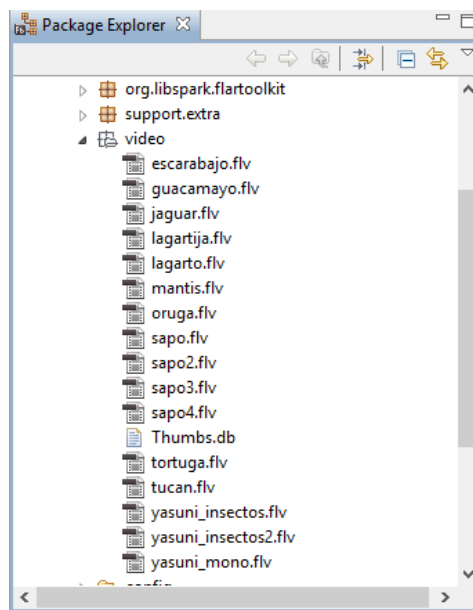 Package Explorer
org.libspark.flartoolkit
support.extra
video
escarabajo.flv
guacamayo.flv
jaguar.flv
lagartija.flv
lagarto.flv
mantis.flv
oruga.flv
sapo.flv
sapo2.flv
sapo3.flv
sapo4.flv
Thumbs.db
tortuga.flv
tucan.flv
yasuni_insectos.flv
yasuni_insectos2.flv
yasuni_mono.flv